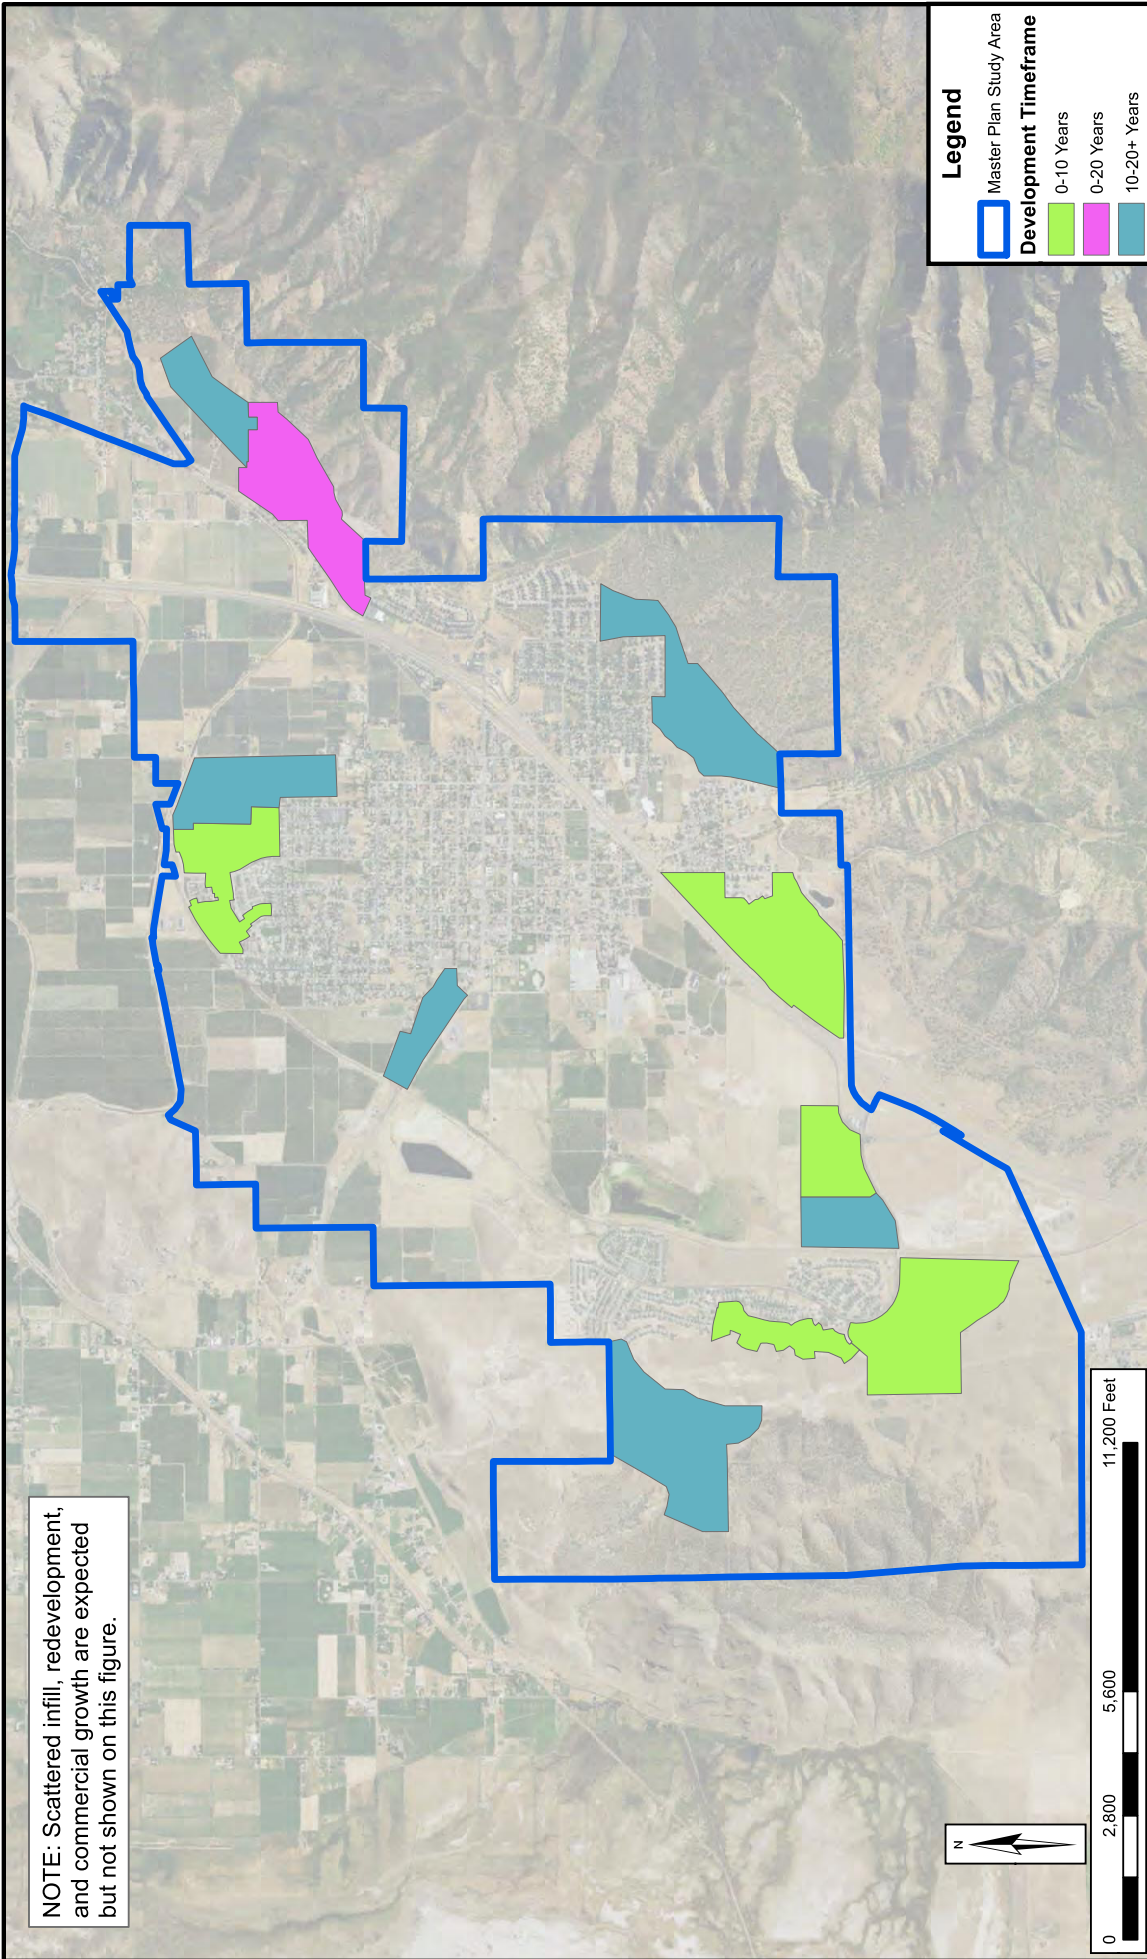 NOTE: Scattered infill, redevelopment,
and commercial growth are expected
but not shown on this figure.
Legend
Master Plan Study Area
Development Timeframe
0-10 Years
0-20 Years
10-20+ Years
N
0 2,800 5,600 11,200 Feet